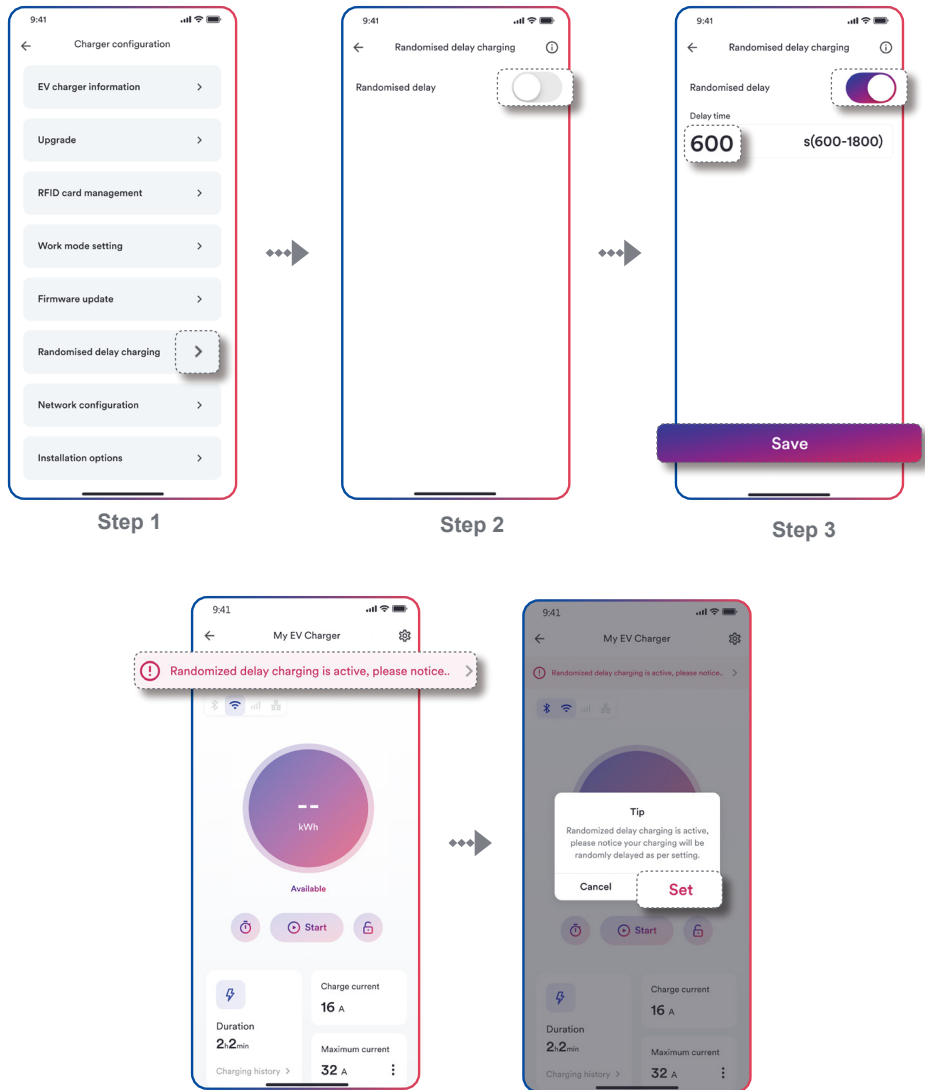 9:41
Charger configuration
EV charger information
Upgrade
RFID card management
Work mode setting
Firmware update
Randomised delay charging
Network configuration
Installation options
Step 1
9:41
Randomised delay charging
Randomised delay
Step 2
9:41
Randomised delay charging
Randomised delay
Delay time
600 s(600-1800)
Save
Step 3
9:41
My EV Charger
Randomized delay charging is active, please notice..
--
kWh
Available
Start
Duration
2h2min
Charging history
Charge current
16 A
Maximum current
32 A
9:41
My EV Charger
Randomized delay charging is active, please notice..
Tip
Randomized delay charging is active,
please notice your charging will be
randomly delayed as per setting.
Cancel Set
Start
Duration
2h2min
Charging history
Charge current
16 A
Maximum current
32 A